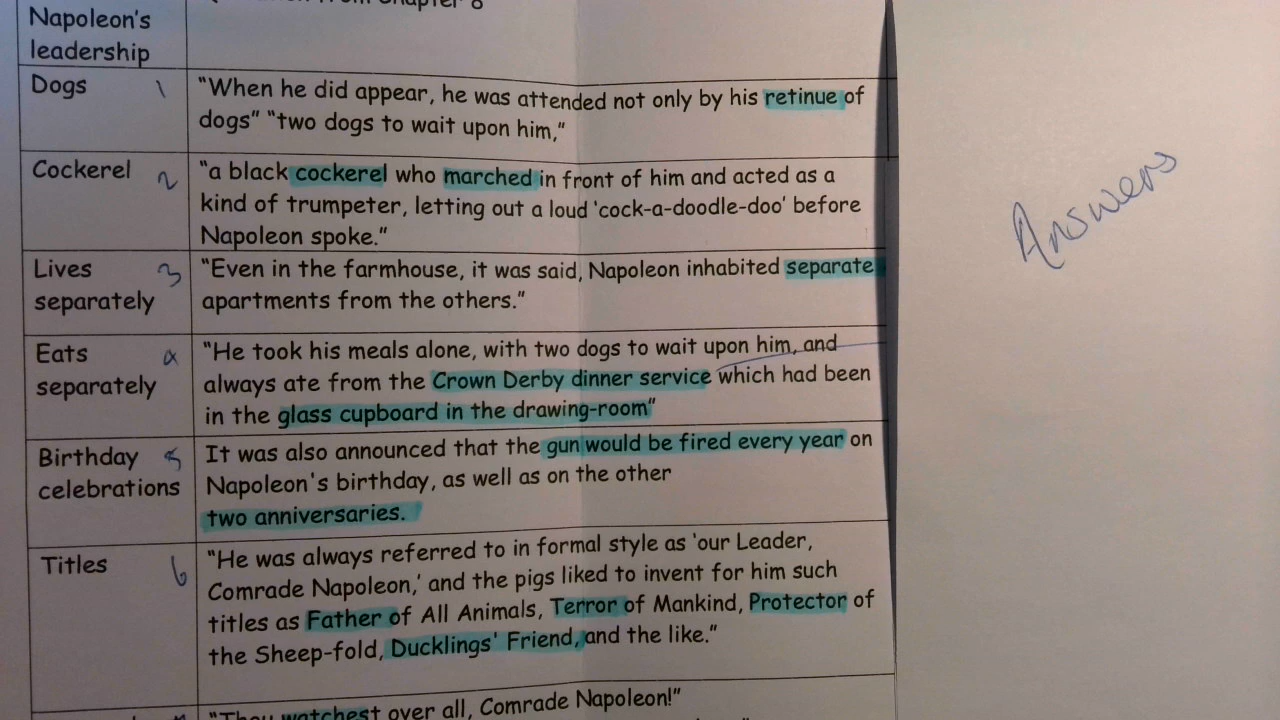 from Chapter 8
Napoleon's
leadership
Dogs 1
"When he did appear, he was attended not only by his retinue of
dogs" "two dogs to wait upon him,"
Cockerel 2
"a black cockerel who marched in front of him and acted as a
kind of trumpeter, letting out a loud 'cock-a-doodle-doo' before
Napoleon spoke."
Lives 3
separately
"Even in the farmhouse, it was said, Napoleon inhabited separate
apartments from the others."
Eats
separately
"He took his meals alone, with two dogs to wait upon him, and
always ate from the Crown Derby dinner service which had been
in the glass cupboard in the drawing-room"
Birthday 5
celebrations
It was also announced that the gun would be fired every year on
Napoleon's birthday, as well as on the other
two anniversaries.
Titles 6
"He was always referred to in formal style as 'our Leader,
Comrade Napoleon,' and the pigs liked to invent for him such
titles as Father of All Animals, Terror of Mankind, Protector of
the Sheep-fold, Ducklings' Friend, and the like."
"Thou watchest over all, Comrade Napoleon!"
Answers